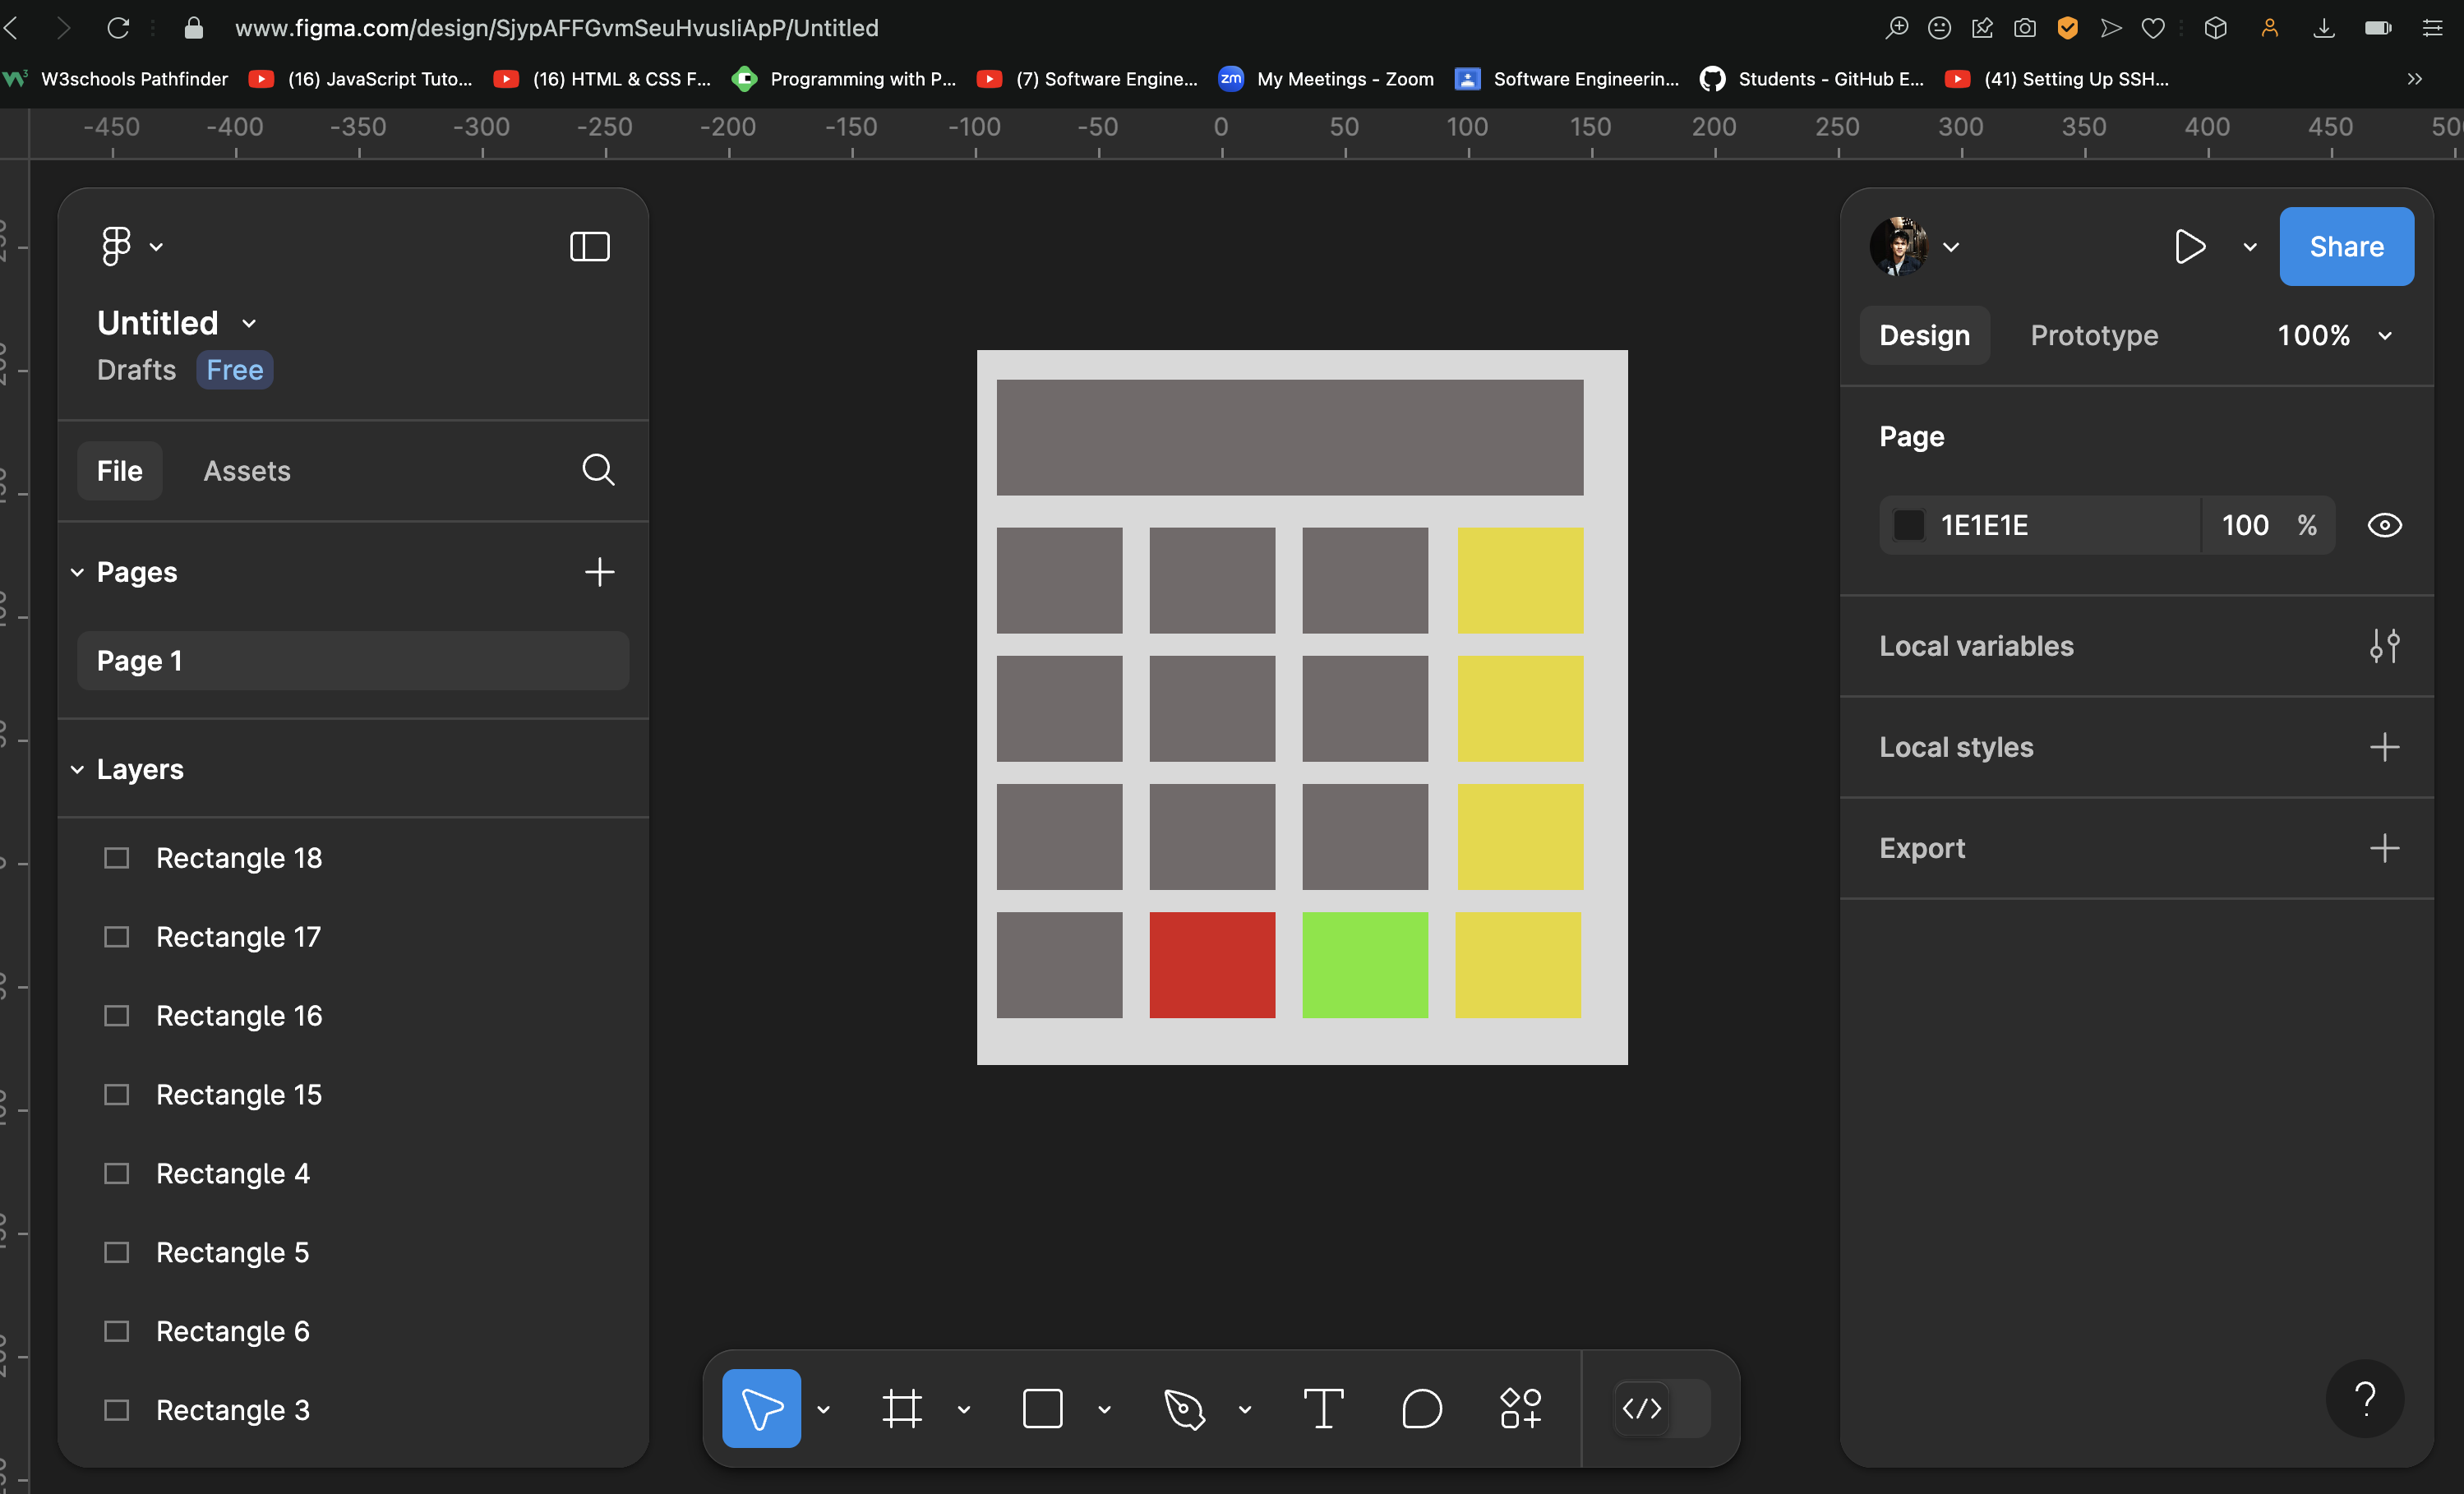 www.figma.com/design/SjypAFFGvmSeuHvusliApP/Untitled
W3schools Pathfinder (16) JavaScript Tuto... (16) HTML & CSS F... Programming with P... (7) Software Engine... zm My Meetings - Zoom Software Engineerin... Students - GitHub E... (41) Setting Up SSH...
-450 -400 -350 -300 -250 -200 -150 -100 -50 0 50 100 150 200 250 300 350 400 450
Untitled
Drafts Free
File Assets
Pages
Page 1
Layers
Rectangle 18
Rectangle 17
Rectangle 16
Rectangle 15
Rectangle 4
Rectangle 5
Rectangle 6
Rectangle 3
Share
Design Prototype 100%
Page
1E1E1E 100 %
Local variables
Local styles
Export
?